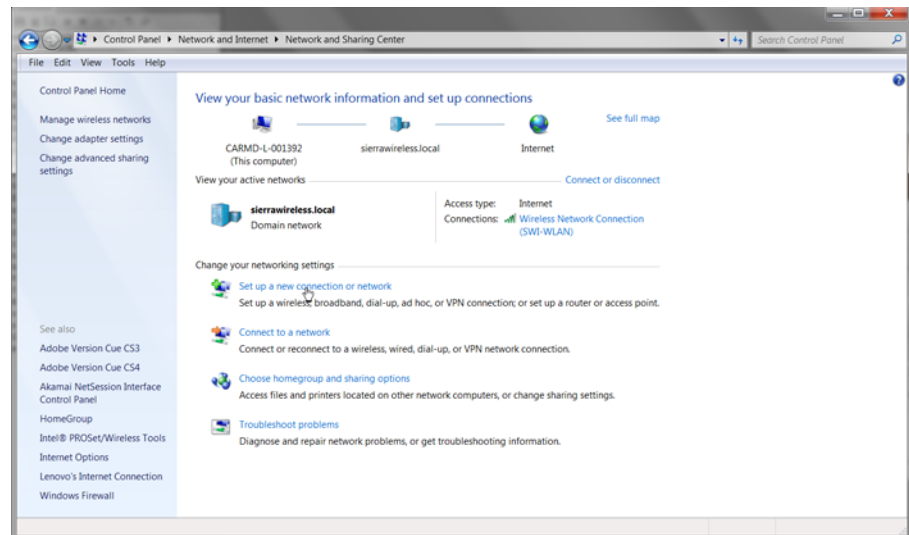 Control Panel ▸ Network and Internet ▸ Network and Sharing Center
Search Control Panel
File Edit View Tools Help
Control Panel Home
Manage wireless networks
Change adapter settings
Change advanced sharing
settings
See also
Adobe Version Cue CS3
Adobe Version Cue CS4
Akamai NetSession Interface
Control Panel
HomeGroup
Intel® PROSet/Wireless Tools
Internet Options
Lenovo's Internet Connection
Windows Firewall
View your basic network information and set up connections
See full map
CARMD-L-001392
(This computer)
sierrawireless.local
Internet
View your active networks
Connect or disconnect
sierrawireless.local
Domain network
Access type: Internet
Connections: Wireless Network Connection
(SWI-WLAN)
Change your networking settings
Set up a new connection or network
Set up a wireless, broadband, dial-up, ad hoc, or VPN connection; or set up a router or access point.
Connect to a network
Connect or reconnect to a wireless, wired, dial-up, or VPN network connection.
Choose homegroup and sharing options
Access files and printers located on other network computers, or change sharing settings.
Troubleshoot problems
Diagnose and repair network problems, or get troubleshooting information.